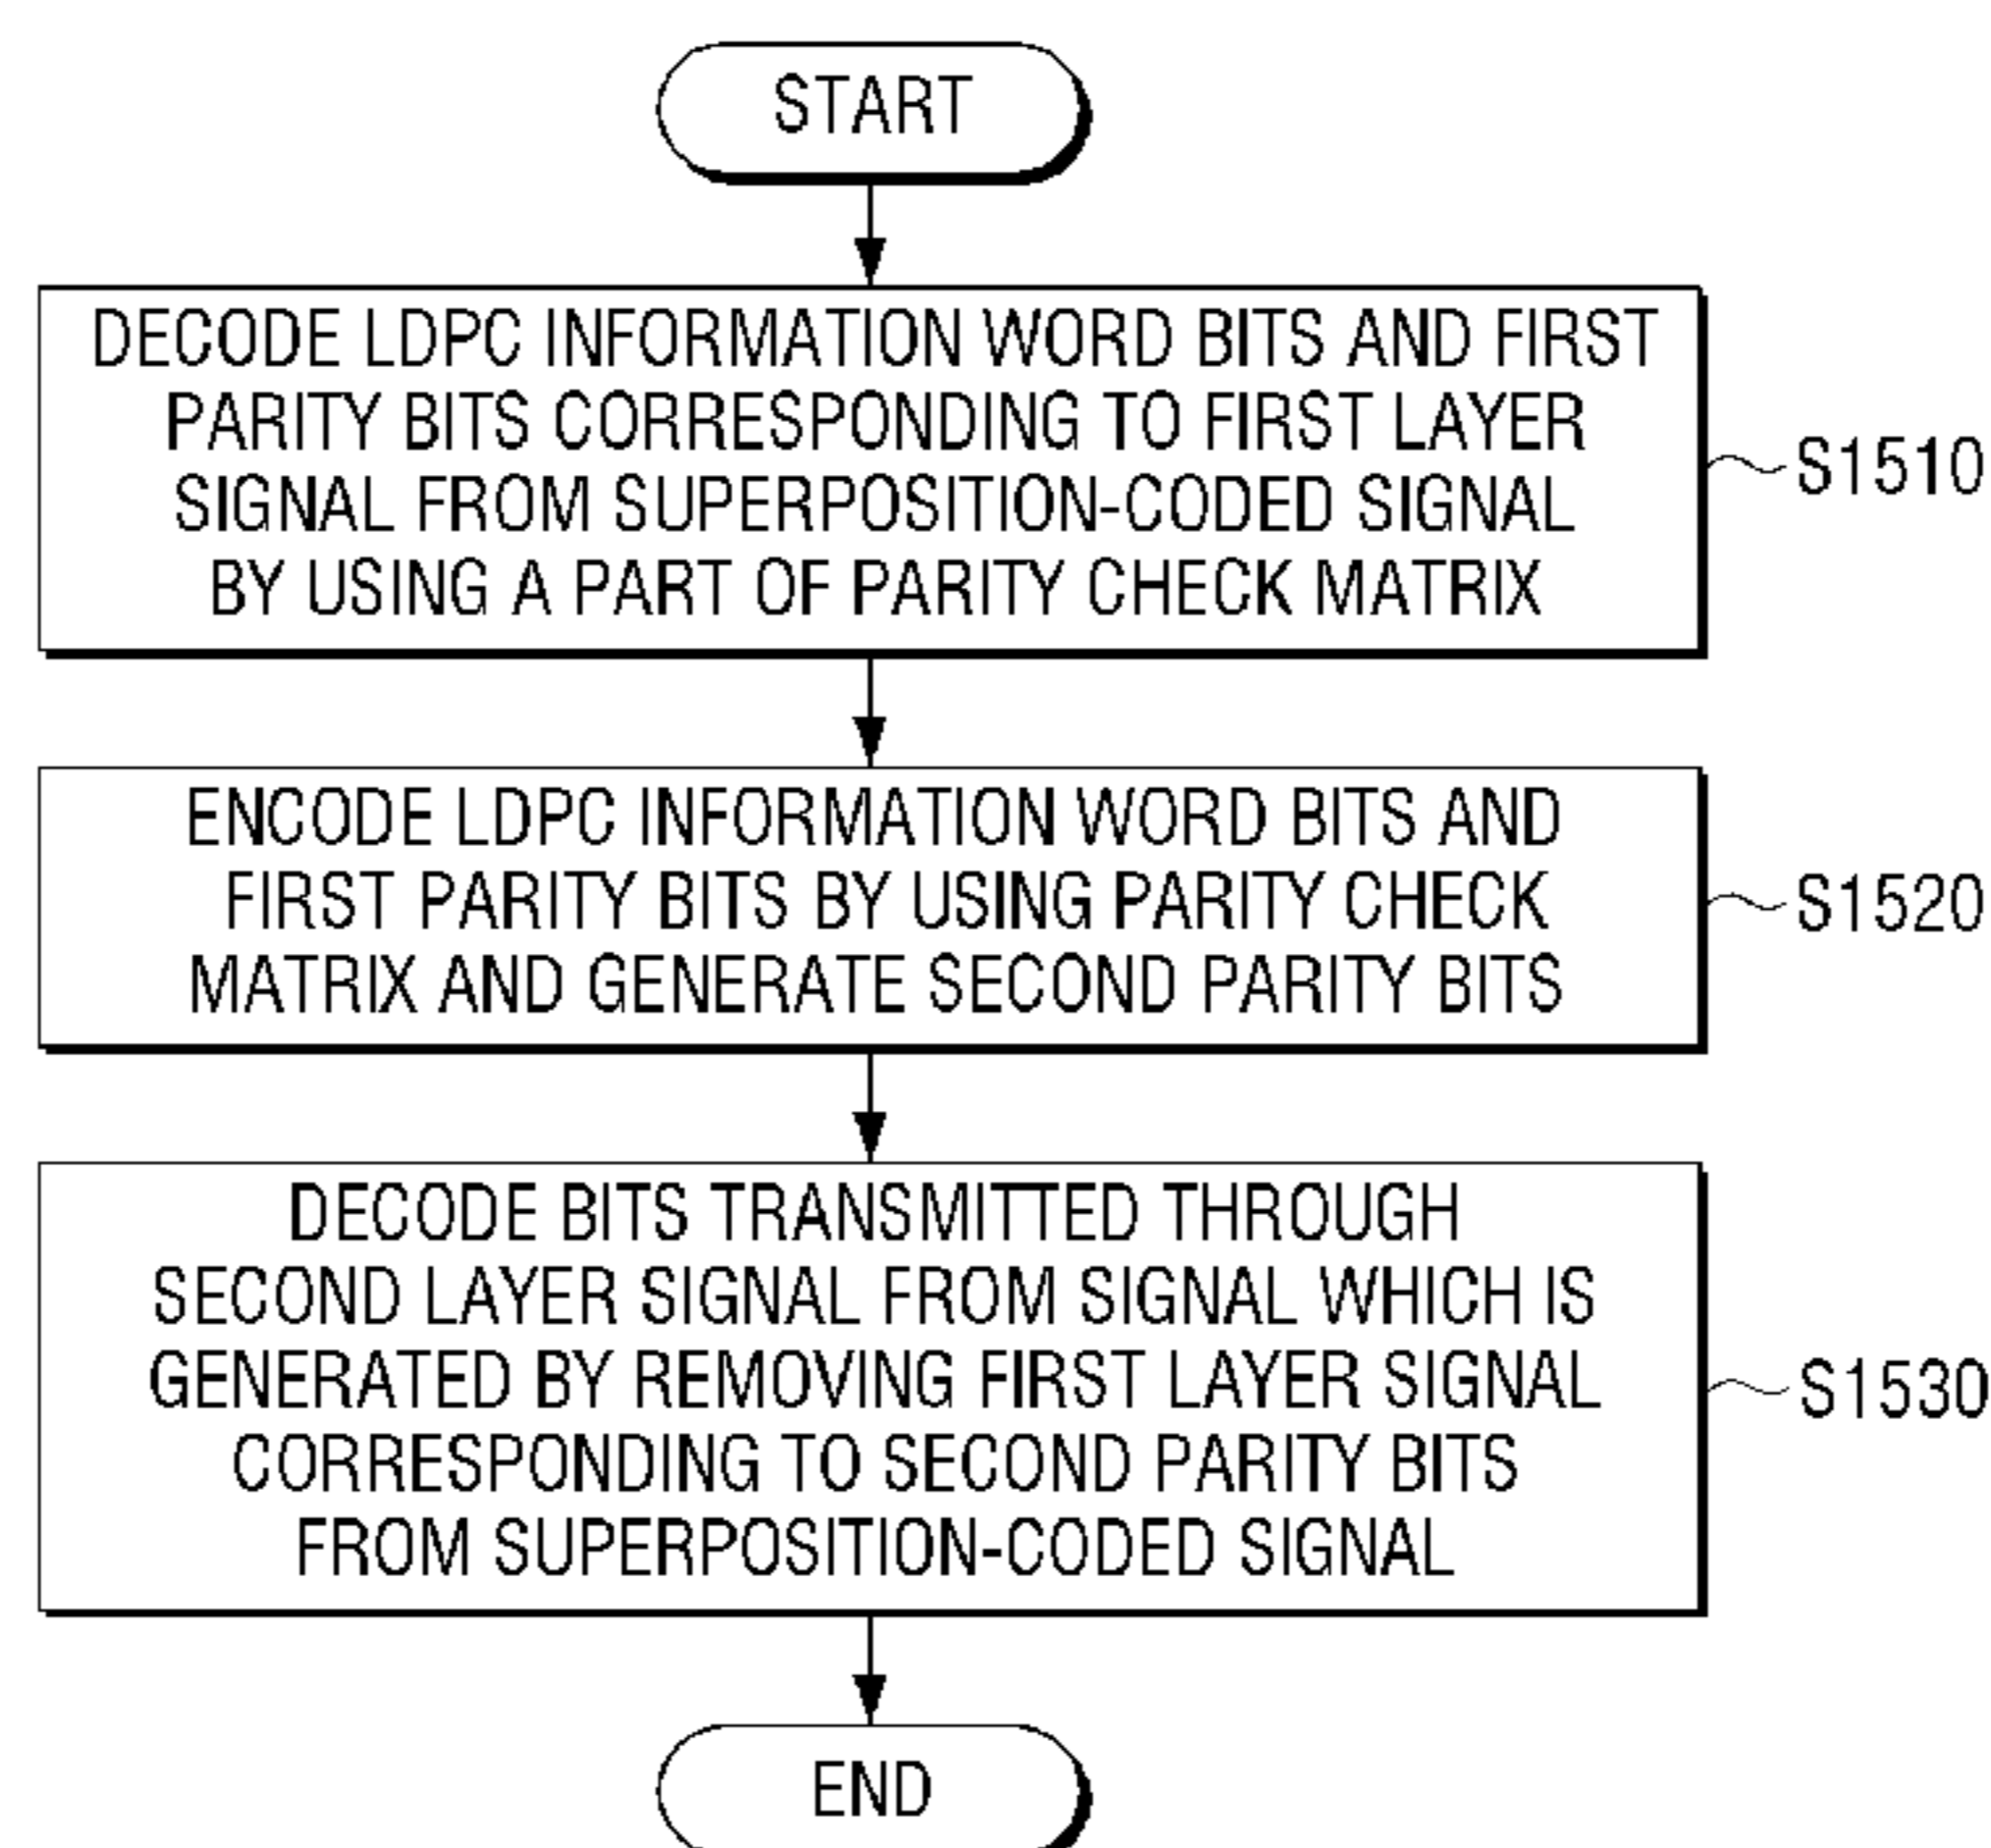 START
DECODE LDPC INFORMATION WORD BITS AND FIRST
PARITY BITS CORRESPONDING TO FIRST LAYER
SIGNAL FROM SUPERPOSITION-CODED SIGNAL
BY USING A PART OF PARITY CHECK MATRIX
S1510
ENCODE LDPC INFORMATION WORD BITS AND
FIRST PARITY BITS BY USING PARITY CHECK
MATRIX AND GENERATE SECOND PARITY BITS
S1520
DECODE BITS TRANSMITTED THROUGH
SECOND LAYER SIGNAL FROM SIGNAL WHICH IS
GENERATED BY REMOVING FIRST LAYER SIGNAL
CORRESPONDING TO SECOND PARITY BITS
FROM SUPERPOSITION-CODED SIGNAL
S1530
END